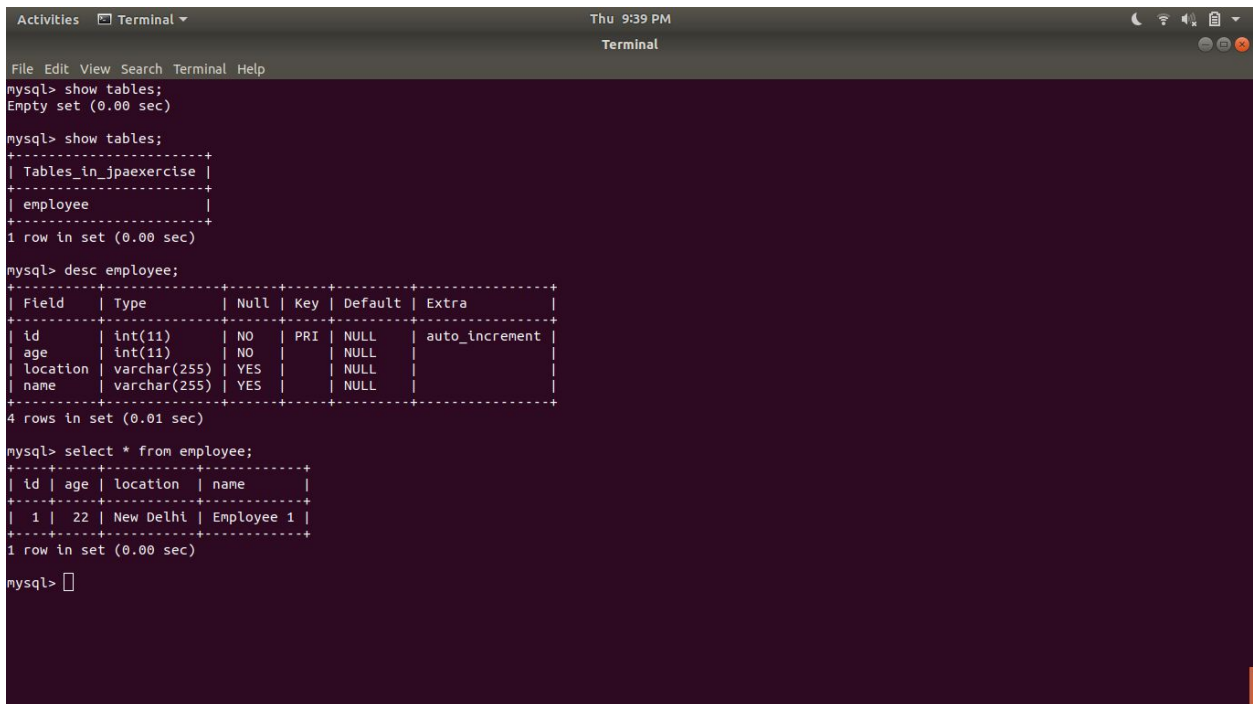 Activities Terminal Thu 9:39 PM
Terminal
File Edit View Search Terminal Help
mysql> show tables;
Empty set (0.00 sec)
mysql> show tables;
+-----------------------+
| Tables_in_jpaexercise |
+-----------------------+
| employee              |
+-----------------------+
1 row in set (0.00 sec)
mysql> desc employee;
+----------+--------------+------+-----+---------+----------------+
| Field    | Type         | Null | Key | Default | Extra          |
+----------+--------------+------+-----+---------+----------------+
| id       | int(11)      | NO   | PRI | NULL    | auto_increment |
| age      | int(11)      | NO   |     | NULL    |                |
| location | varchar(255) | YES  |     | NULL    |                |
| name     | varchar(255) | YES  |     | NULL    |                |
+----------+--------------+------+-----+---------+----------------+
4 rows in set (0.01 sec)
mysql> select * from employee;
+----+-----+-----------+------------+
| id | age | location  | name       |
+----+-----+-----------+------------+
|  1 |  22 | New Delhi | Employee 1 |
+----+-----+-----------+------------+
1 row in set (0.00 sec)
mysql>